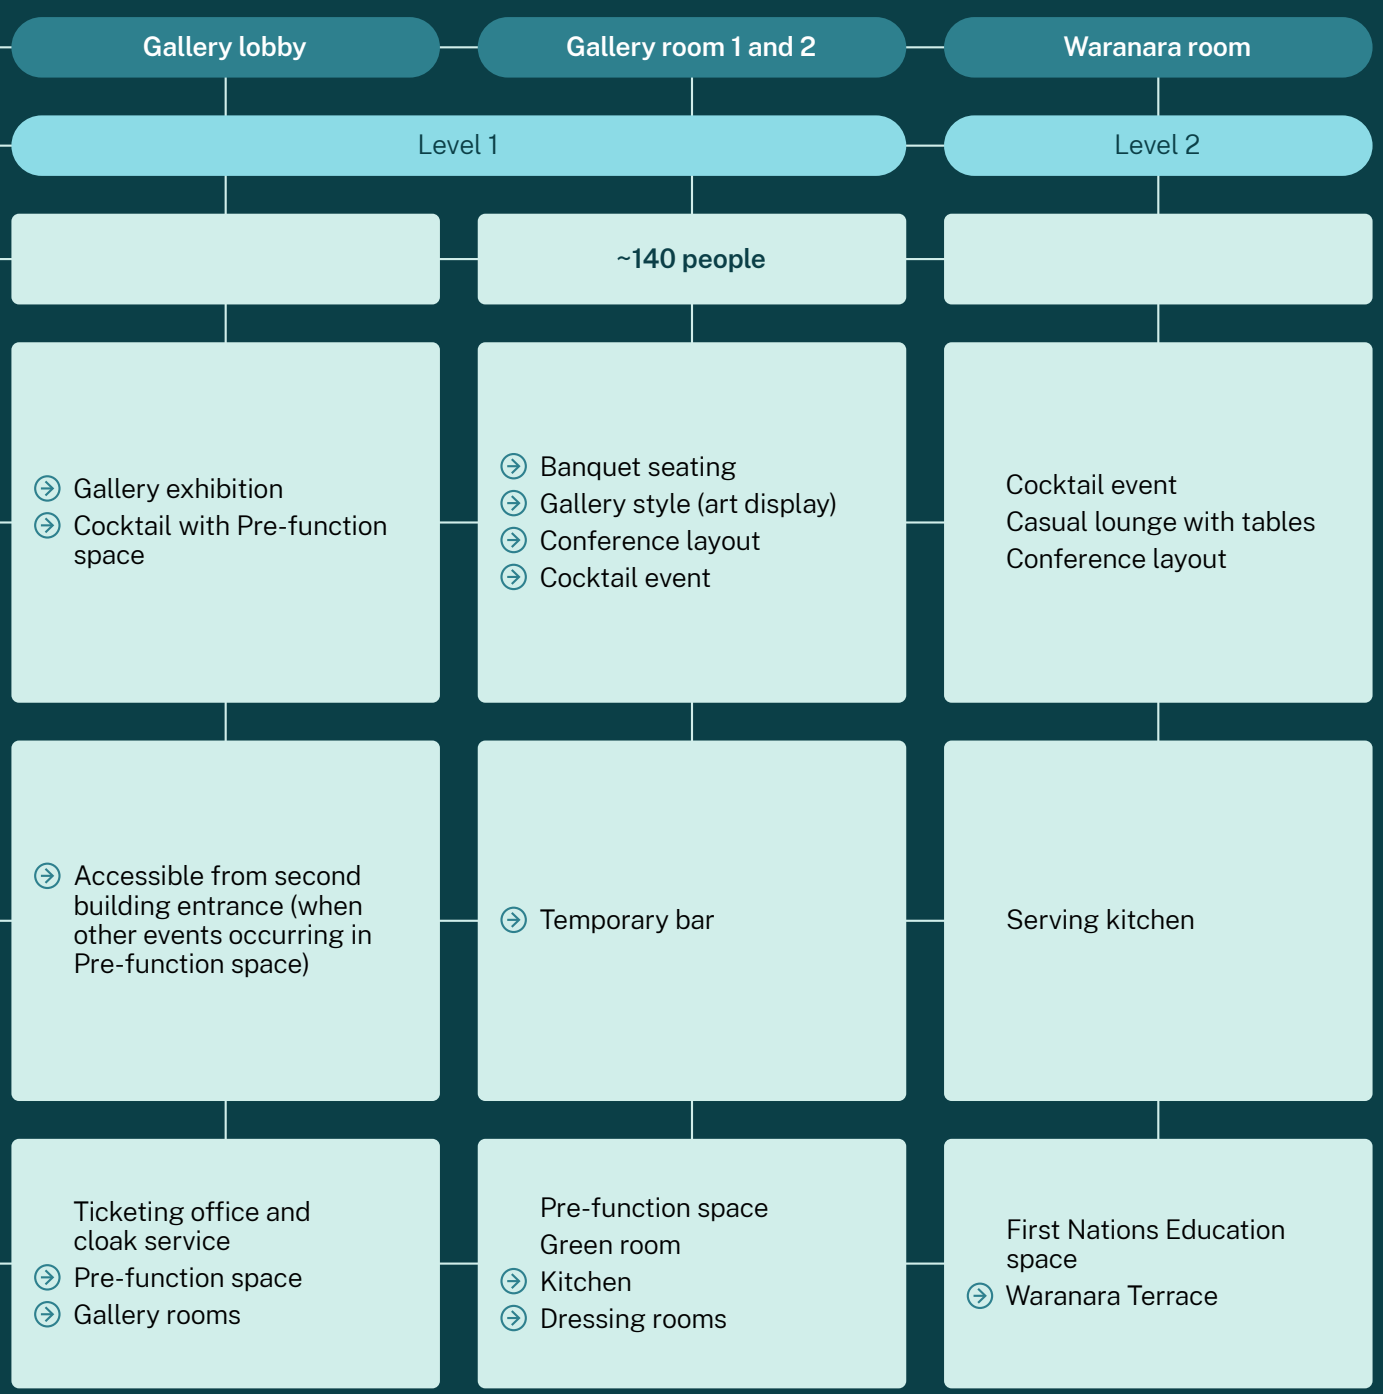 Gallery lobby
Gallery room 1 and 2
Waranara room
Level 1
Level 2
~140 people
Gallery exhibition
Cocktail with Pre-function
space
Banquet seating
Gallery style (art display)
Conference layout
Cocktail event
Cocktail event
Casual lounge with tables
Conference layout
Accessible from second
building entrance (when
other events occurring in
Pre-function space)
Temporary bar
Serving kitchen
Ticketing office and
cloak service
Pre-function space
Gallery rooms
Pre-function space
Green room
Kitchen
Dressing rooms
First Nations Education
space
Waranara Terrace